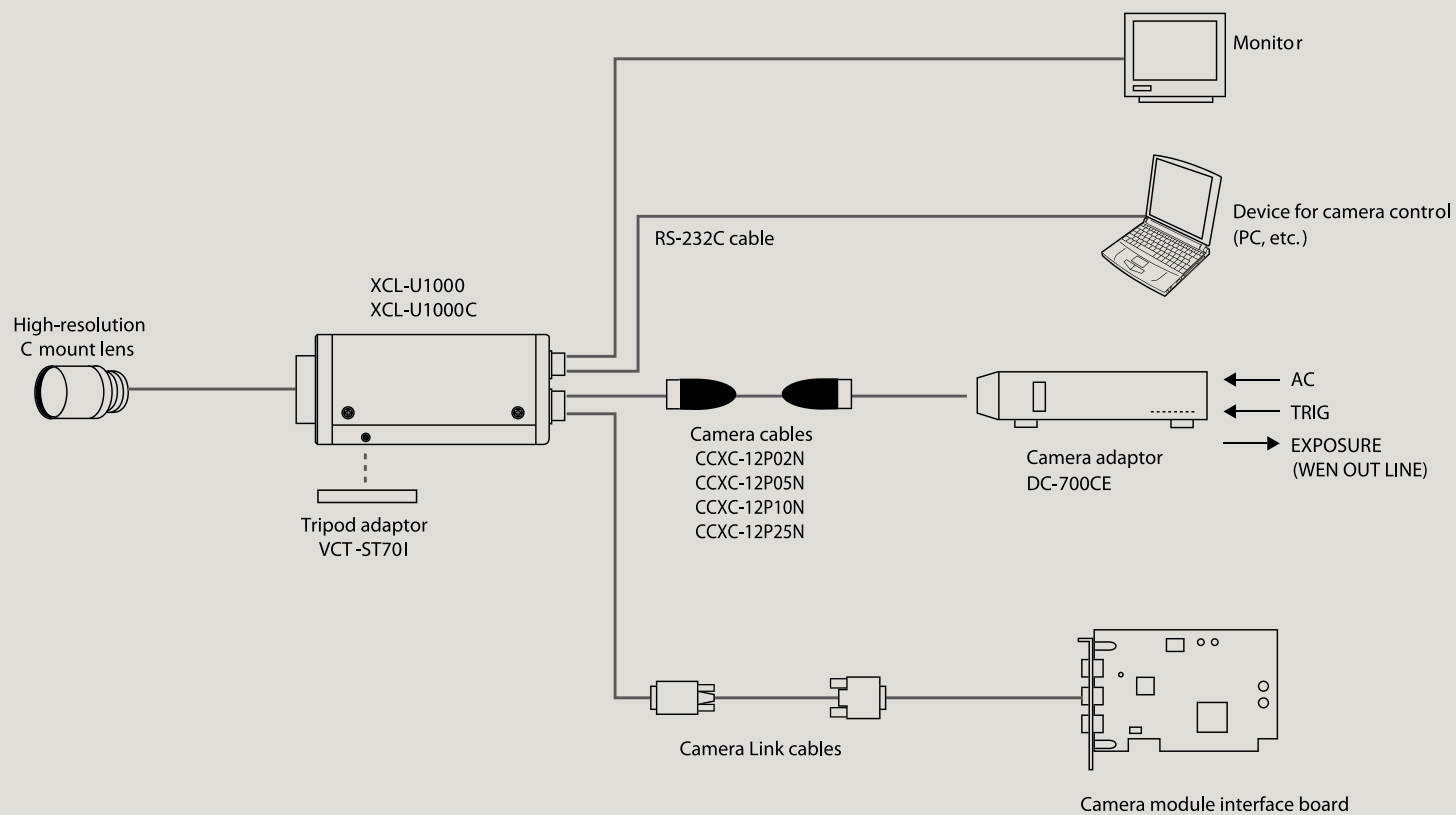 Monitor
Device for camera control
(PC, etc.)
RS-232C cable
XCL-U1000
XCL-U1000C
High-resolution
C mount lens
AC
TRIG
EXPOSURE
(WEN OUT LINE)
Camera cables
CCXC-12P02N
CCXC-12P05N
CCXC-12P10N
CCXC-12P25N
Camera adaptor
DC-700CE
Tripod adaptor
VCT-ST70I
Camera Link cables
Camera module interface board